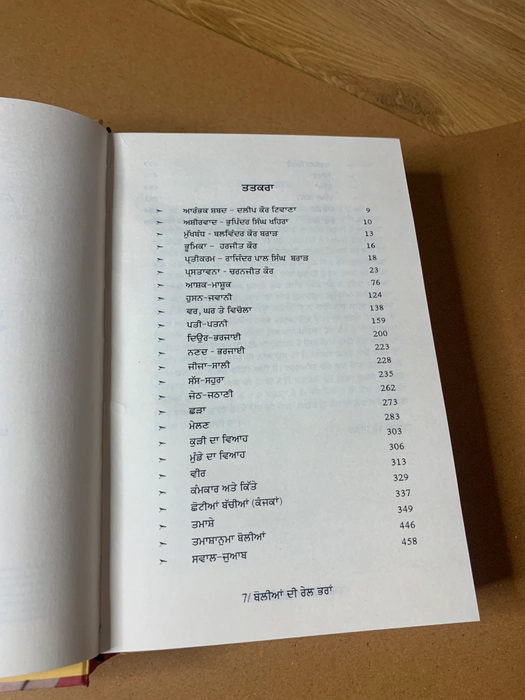 ਤਤਕਰਾ
➢ ਆਰੰਭਕ ਸ਼ਬਦ - ਦਲੀਪ ਕੌਰ ਟਿਵਾਣਾ 9
➢ ਅਸ਼ੀਰਵਾਦ - ਭੁਪਿੰਦਰ ਸਿੰਘ ਖਹਿਰਾ 10
➢ ਮੁੱਖਬੰਧ - ਬਲਵਿੰਦਰ ਕੌਰ ਬਰਾੜ 13
➢ ਭੂਮਿਕਾ - ਹਰਜੀਤ ਕੌਰ 16
➢ ਪ੍ਰਤੀਕਰਮ - ਰਾਜਿੰਦਰ ਪਾਲ ਸਿੰਘ ਬਰਾੜ 18
➢ ਪ੍ਰਸਤਾਵਨਾ - ਚਰਨਜੀਤ ਕੌਰ 23
➢ ਆਸ਼ਕ-ਮਾਸ਼ੂਕ 76
➢ ਹੁਸਨ-ਜਵਾਨੀ 124
➢ ਵਰ, ਘਰ ਤੇ ਵਿਚੋਲਾ 138
➢ ਪਤੀ-ਪਤਨੀ 159
➢ ਦਿਉਰ-ਭਰਜਾਈ 200
➢ ਨਣਦ - ਭਰਜਾਈ 223
➢ ਜੀਜਾ-ਸਾਲੀ 228
➢ ਸੱਸ-ਸਹੁਰਾ 235
➢ ਜੇਠ-ਜਠਾਣੀ 262
➢ ਛੜਾ 273
➢ ਮੇਲਣ 283
➢ ਕੁੜੀ ਦਾ ਵਿਆਹ 303
➢ ਮੁੰਡੇ ਦਾ ਵਿਆਹ 306
➢ ਵੀਰ 313
➢ ਕੰਮਕਾਰ ਅਤੇ ਕਿੱਤੇ 329
➢ ਛੋਟੀਆਂ ਬੱਚੀਆਂ (ਕੰਜਕਾਂ) 337
➢ ਤਮਾਸ਼ੇ 349
➢ ਤਮਾਸ਼ਾਨੁਮਾ ਬੋਲੀਆਂ 446
➢ ਸਵਾਲ-ਜੁਆਬ 458
7/ ਬੋਲੀਆਂ ਦੀ ਰੇਲ ਭਰਾਂ